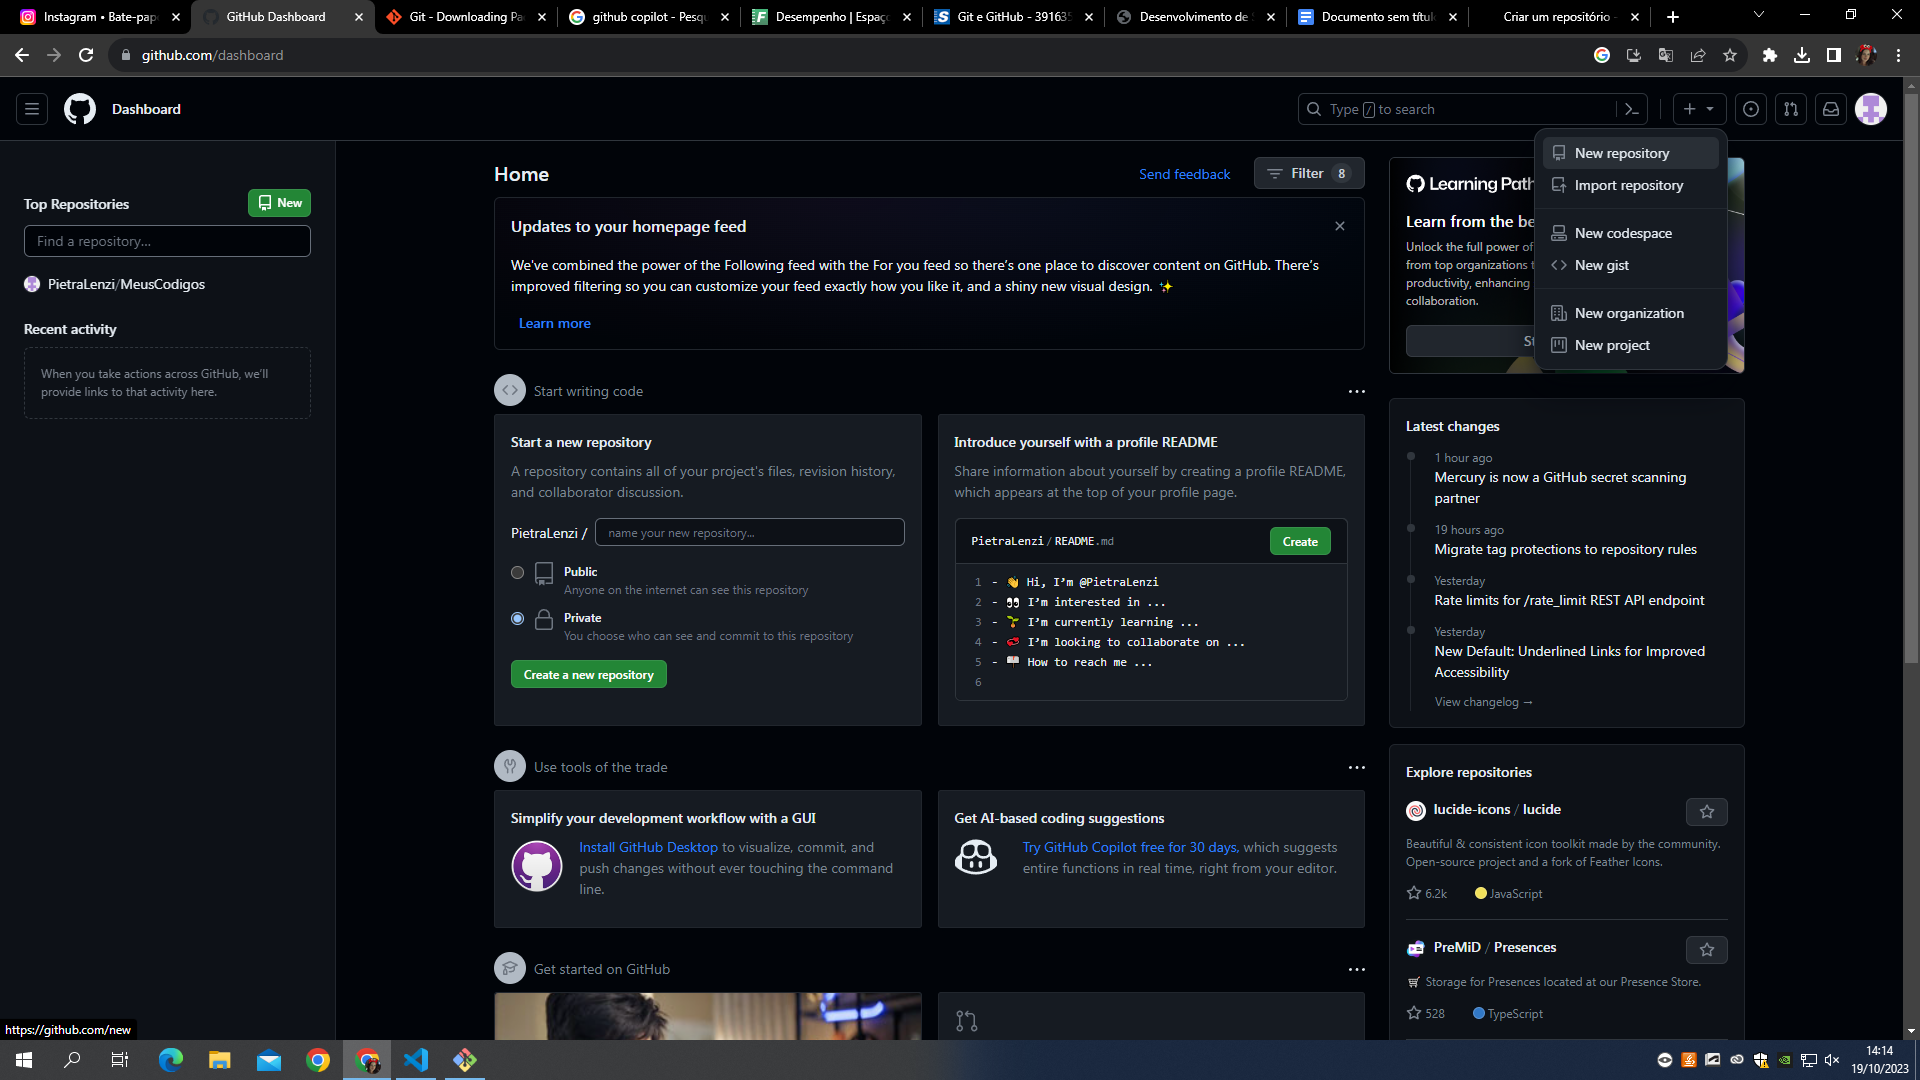 Instagram • Bate-pap
GitHub Dashboard
Git - Downloading Pa
github copilot - Pesqu
Desempenho | Espaç
Git e GitHub - 39163
Desenvolvimento de
Documento sem títul
Criar um repositório
github.com/dashboard
Dashboard
Type / to search
New repository
Import repository
New codespace
New gist
New organization
New project
Top Repositories
New
Find a repository...
PietraLenzi/MeusCodigos
Recent activity
When you take actions across GitHub, we'll
provide links to that activity here.
Home
Send feedback
Filter 8
Updates to your homepage feed
We've combined the power of the Following feed with the For you feed so there's one place to discover content on GitHub. There's
improved filtering so you can customize your feed exactly how you like it, and a shiny new visual design. ✨
Learn more
Start writing code
Start a new repository
A repository contains all of your project's files, revision history,
and collaborator discussion.
PietraLenzi / name your new repository...
Public
Anyone on the internet can see this repository
Private
You choose who can see and commit to this repository
Create a new repository
Introduce yourself with a profile README
Share information about yourself by creating a profile README,
which appears at the top of your profile page.
PietraLenzi / README.md
Create
1 - 👋 Hi, I'm @PietraLenzi
2 - 👀 I'm interested in ...
3 - 🌱 I'm currently learning ...
4 - 💞️ I'm looking to collaborate on ...
5 - 📫 How to reach me ...
6
Use tools of the trade
Simplify your development workflow with a GUI
Install GitHub Desktop to visualize, commit, and
push changes without ever touching the command
line.
Get AI-based coding suggestions
Try GitHub Copilot free for 30 days, which suggests
entire functions in real time, right from your editor.
Get started on GitHub
Learning Path
Learn from the be
Unlock the full power of
from top organizations
productivity, enhancing
collaboration.
St
Latest changes
1 hour ago
Mercury is now a GitHub secret scanning
partner
19 hours ago
Migrate tag protections to repository rules
Yesterday
Rate limits for /rate_limit REST API endpoint
Yesterday
New Default: Underlined Links for Improved
Accessibility
View changelog →
Explore repositories
lucide-icons / lucide
Beautiful & consistent icon toolkit made by the community.
Open-source project and a fork of Feather Icons.
6.2k JavaScript
PreMiD / Presences
🛒 Storage for Presences located at our Presence Store.
528 TypeScript
https://github.com/new
14:14
19/10/2023